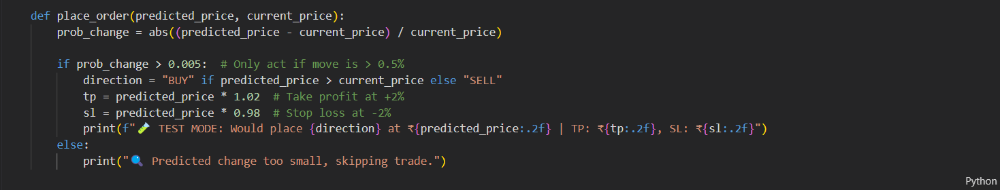 def place_order(predicted_price, current_price):
    prob_change = abs((predicted_price - current_price) / current_price)

    if prob_change > 0.005:  # Only act if move is > 0.5%
        direction = "BUY" if predicted_price > current_price else "SELL"
        tp = predicted_price * 1.02  # Take profit at +2%
        sl = predicted_price * 0.98  # Stop loss at -2%
        print(f"🧪 TEST MODE: Would place {direction} at ₹{predicted_price:.2f} | TP: ₹{tp:.2f}, SL: ₹{sl:.2f}")
    else:
        print("🔍 Predicted change too small, skipping trade.")
Python